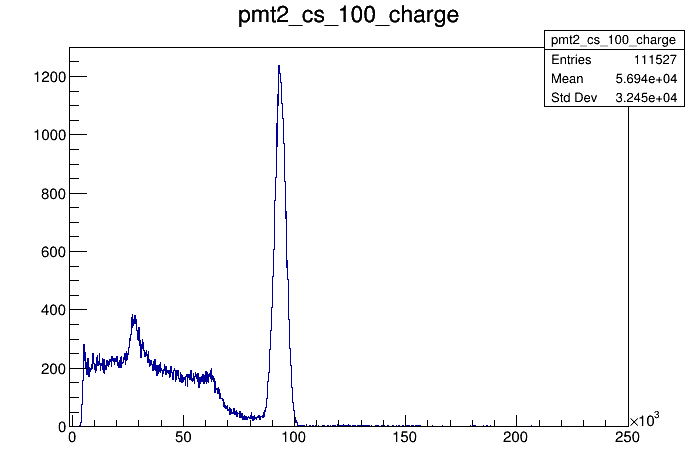 pmt2_cs_100_charge
pmt2_cs_100_charge
Entries 111527
Mean 5.694e+04
Std Dev 3.245e+04
1200
1000
800
600
400
200
0
0 50 100 150 200 250
×10³